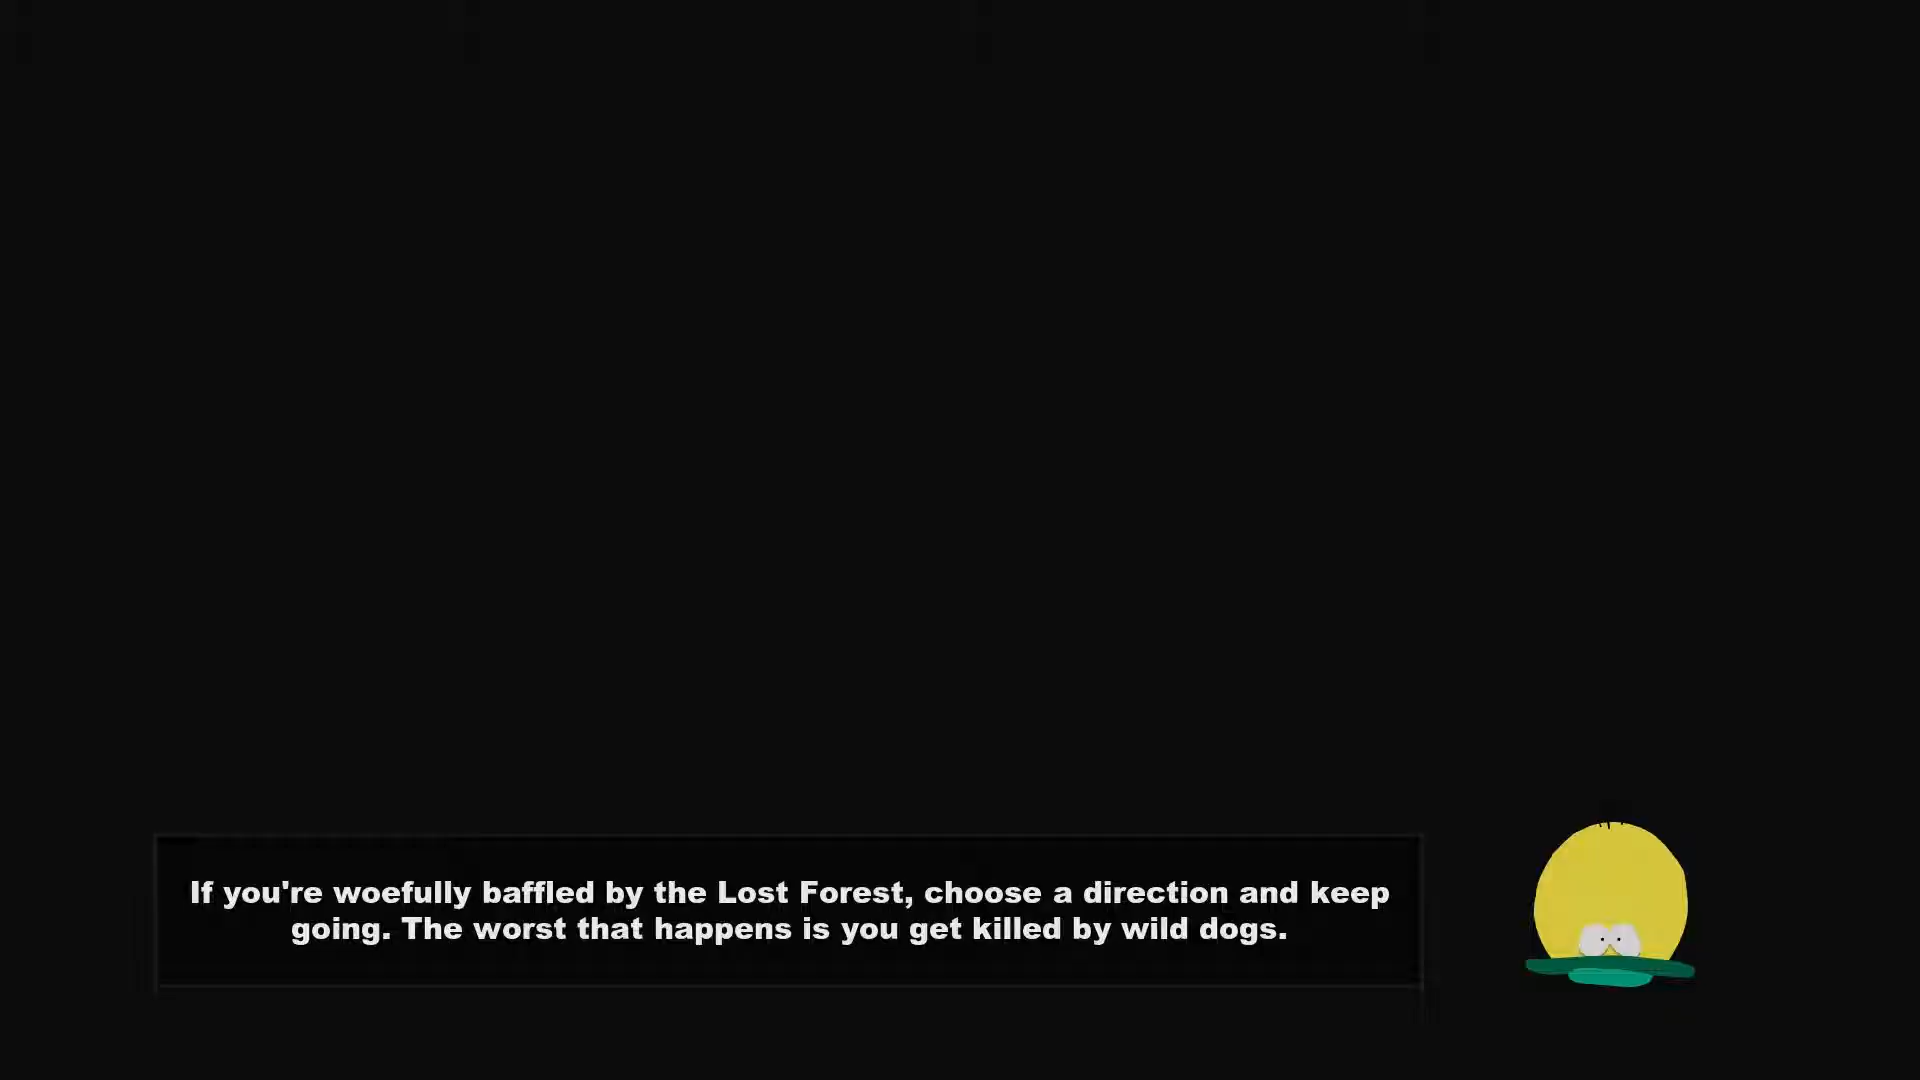 If you're woefully baffled by the Lost Forest, choose a direction and keep
going. The worst that happens is you get killed by wild dogs.